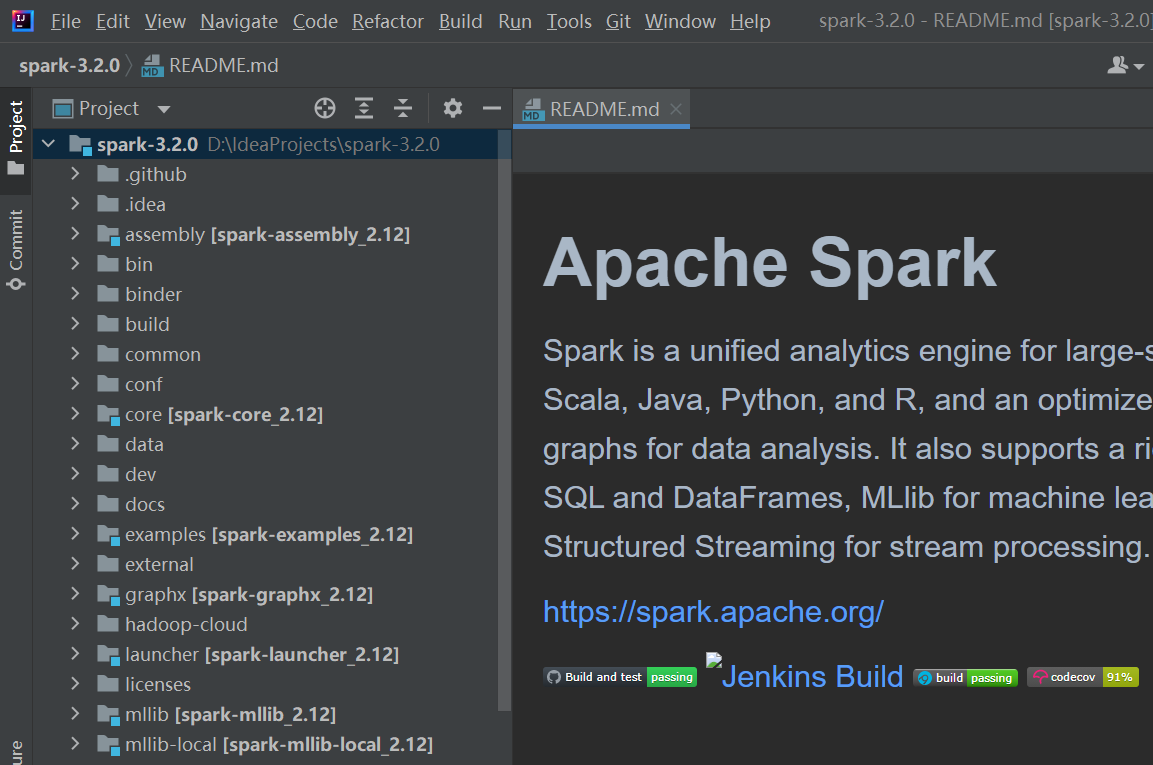 File Edit View Navigate Code Refactor Build Run Tools Git Window Help spark-3.2.0 - README.md [spark-3.2.0]
spark-3.2.0 README.md
Project
Commit
Project
README.md
spark-3.2.0 D:\IdeaProjects\spark-3.2.0
.github
.idea
assembly [spark-assembly_2.12]
bin
binder
build
common
conf
core [spark-core_2.12]
data
dev
docs
examples [spark-examples_2.12]
external
graphx [spark-graphx_2.12]
hadoop-cloud
launcher [spark-launcher_2.12]
licenses
mllib [spark-mllib_2.12]
mllib-local [spark-mllib-local_2.12]
Apache Spark
Spark is a unified analytics engine for large-s
Scala, Java, Python, and R, and an optimize
graphs for data analysis. It also supports a ri
SQL and DataFrames, MLlib for machine lea
Structured Streaming for stream processing.
https://spark.apache.org/
Build and test passing Jenkins Build build passing codecov 91%